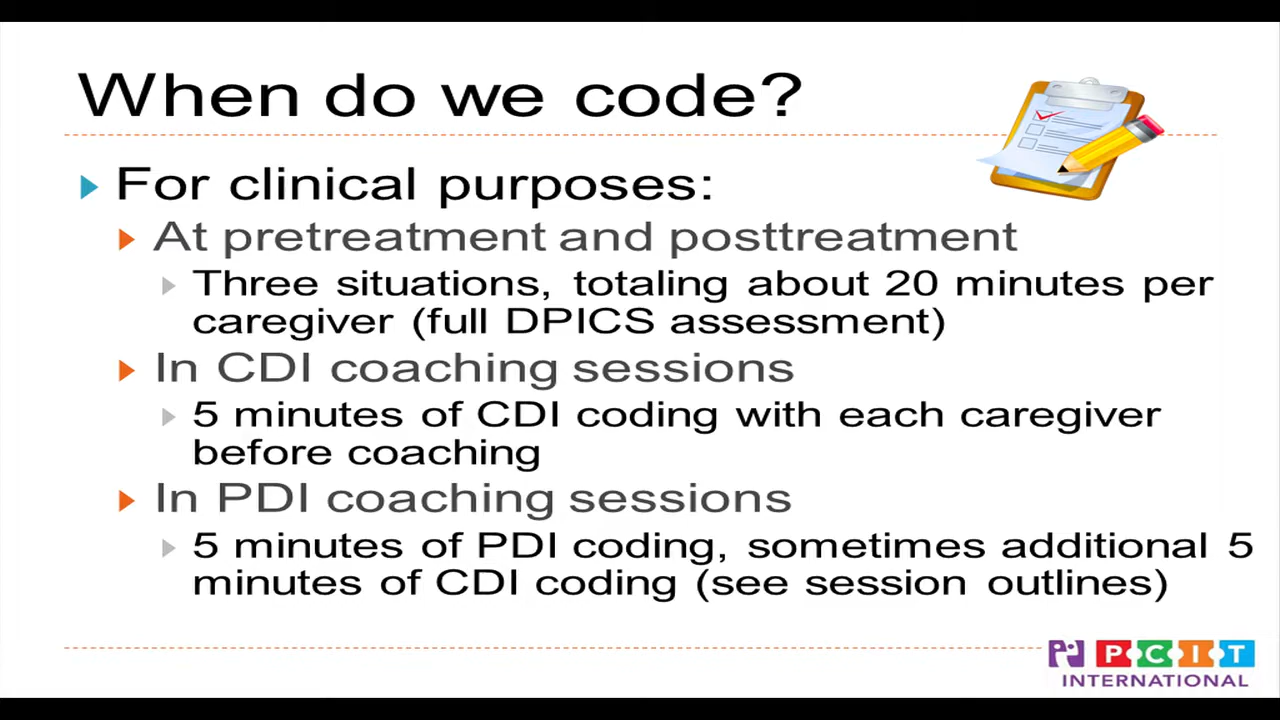 When do we code?
For clinical purposes:
At pretreatment and posttreatment
Three situations, totaling about 20 minutes per
caregiver (full DPICS assessment)
In CDI coaching sessions
5 minutes of CDI coding with each caregiver
before coaching
In PDI coaching sessions
5 minutes of PDI coding, sometimes additional 5
minutes of CDI coding (see session outlines)
PCIT
INTERNATIONAL